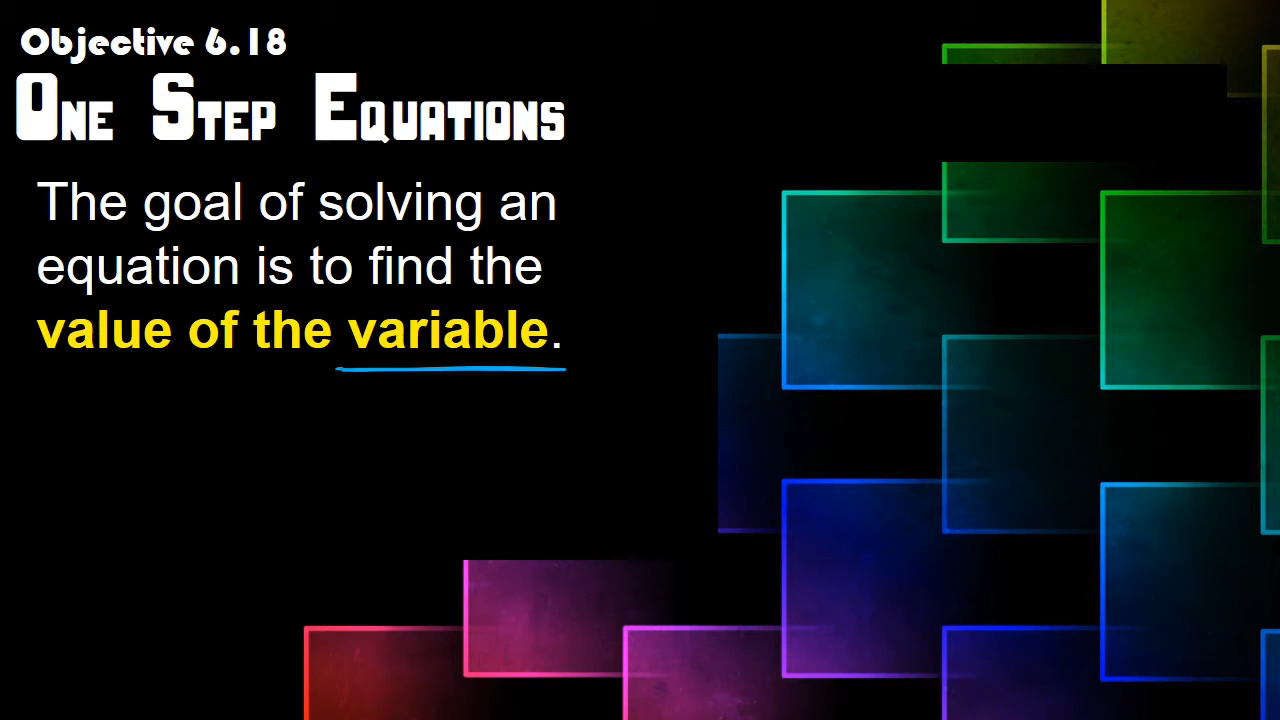 Objective 6.18
One Step Equations
The goal of solving an
equation is to find the
value of the variable.